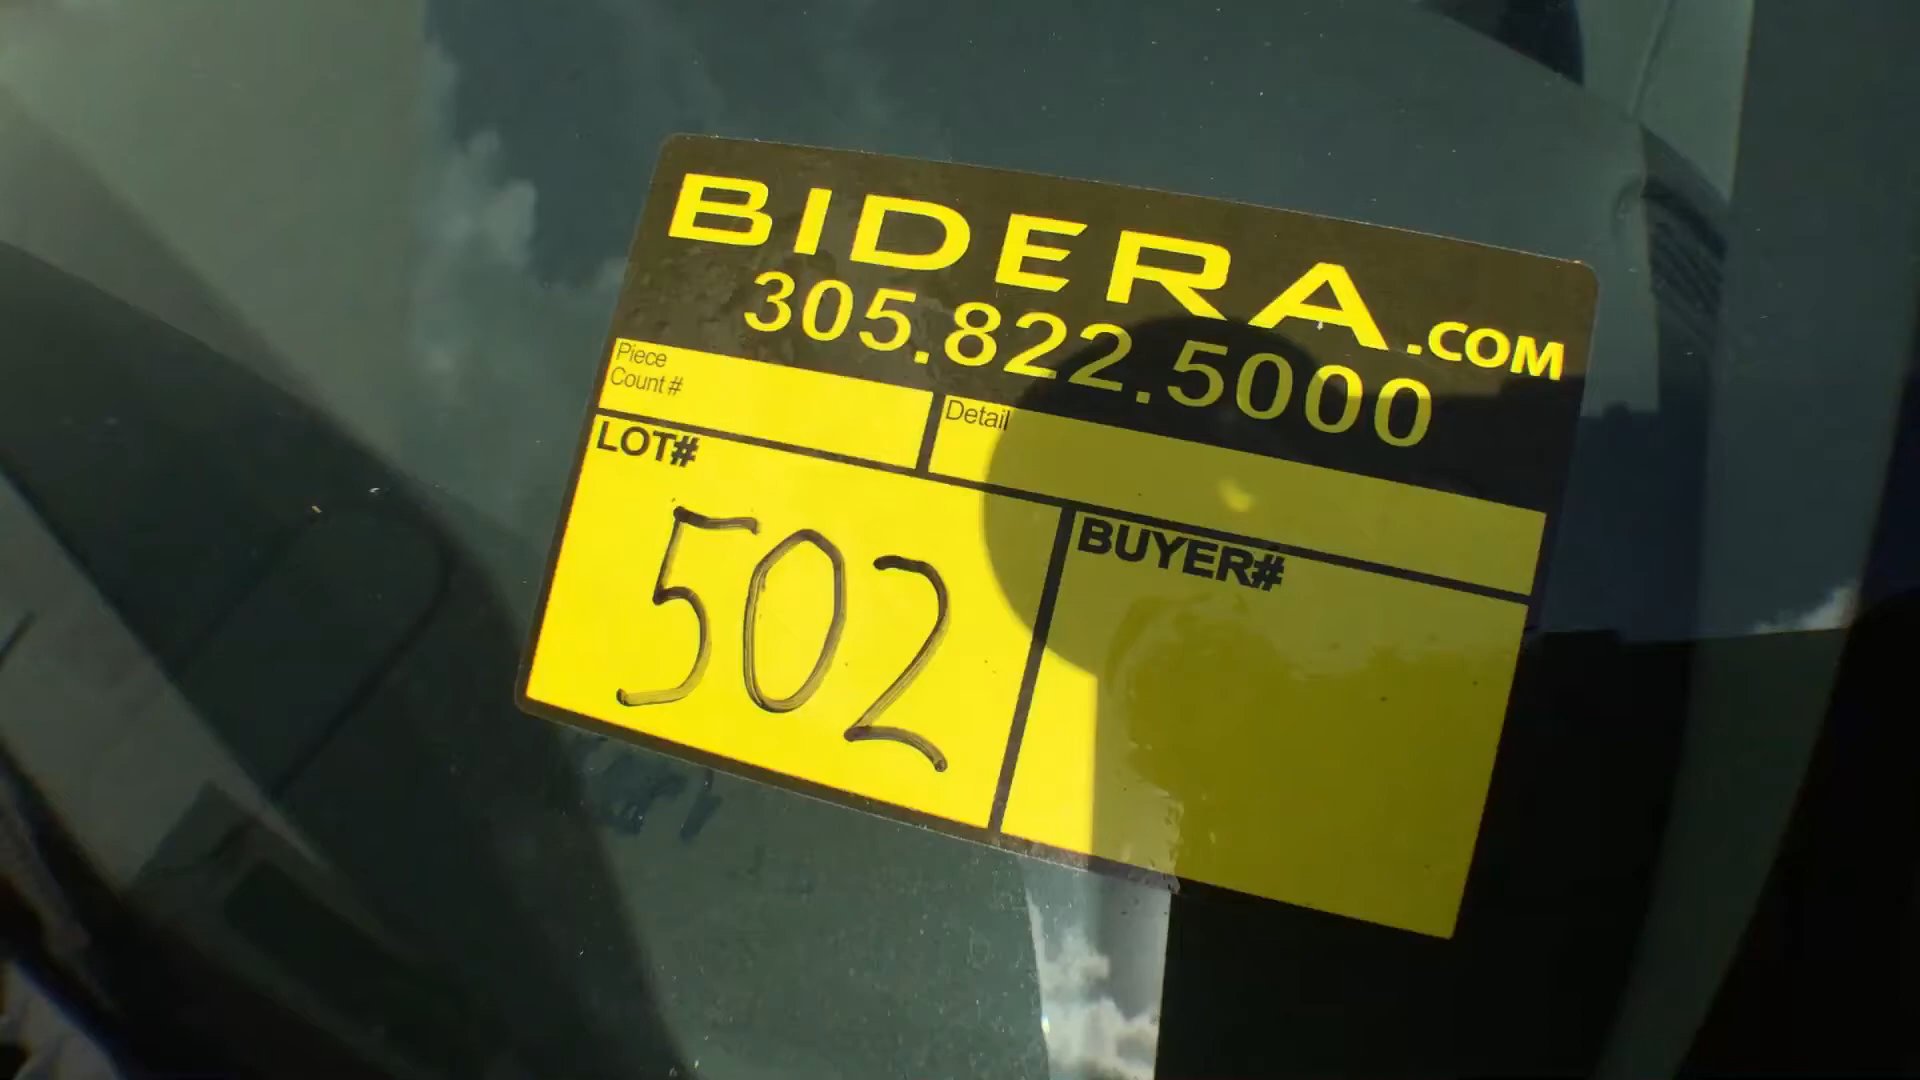 BIDERA.COM
305.822.5000
Piece
Count #
Detail
LOT#
BUYER#
502